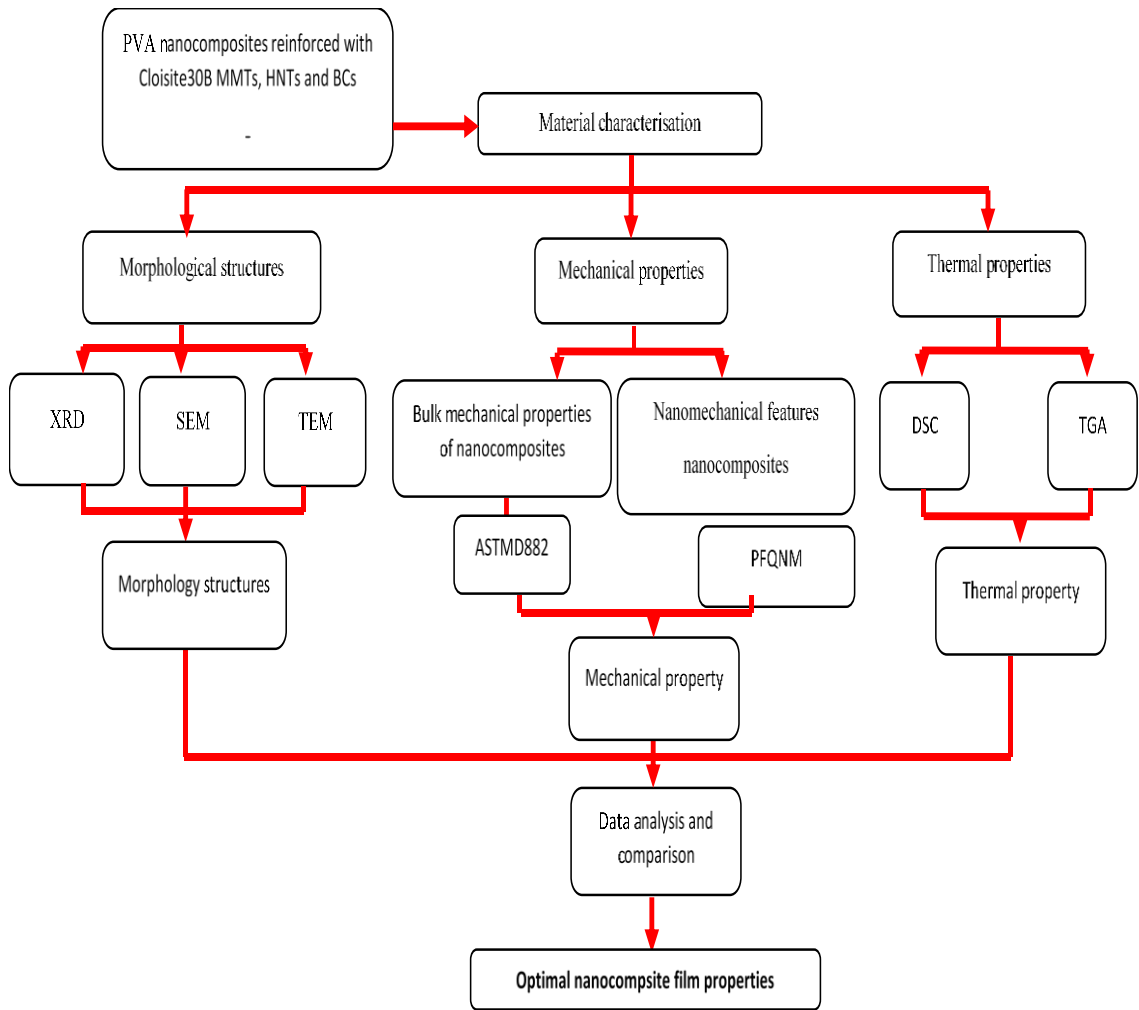 PVA nanocomposites reinforced with
Cloisite30B MMTs, HNTs and BCs
-
Material characterisation
Morphological structures
Mechanical properties
Thermal properties
XRD
SEM
TEM
Bulk mechanical properties
of nanocomposites
Nanomechanical features
nanocomposites
DSC
TGA
ASTMD882
PFQNM
Morphology structures
Thermal property
Mechanical property
Data analysis and
comparison
Optimal nanocompsite film properties